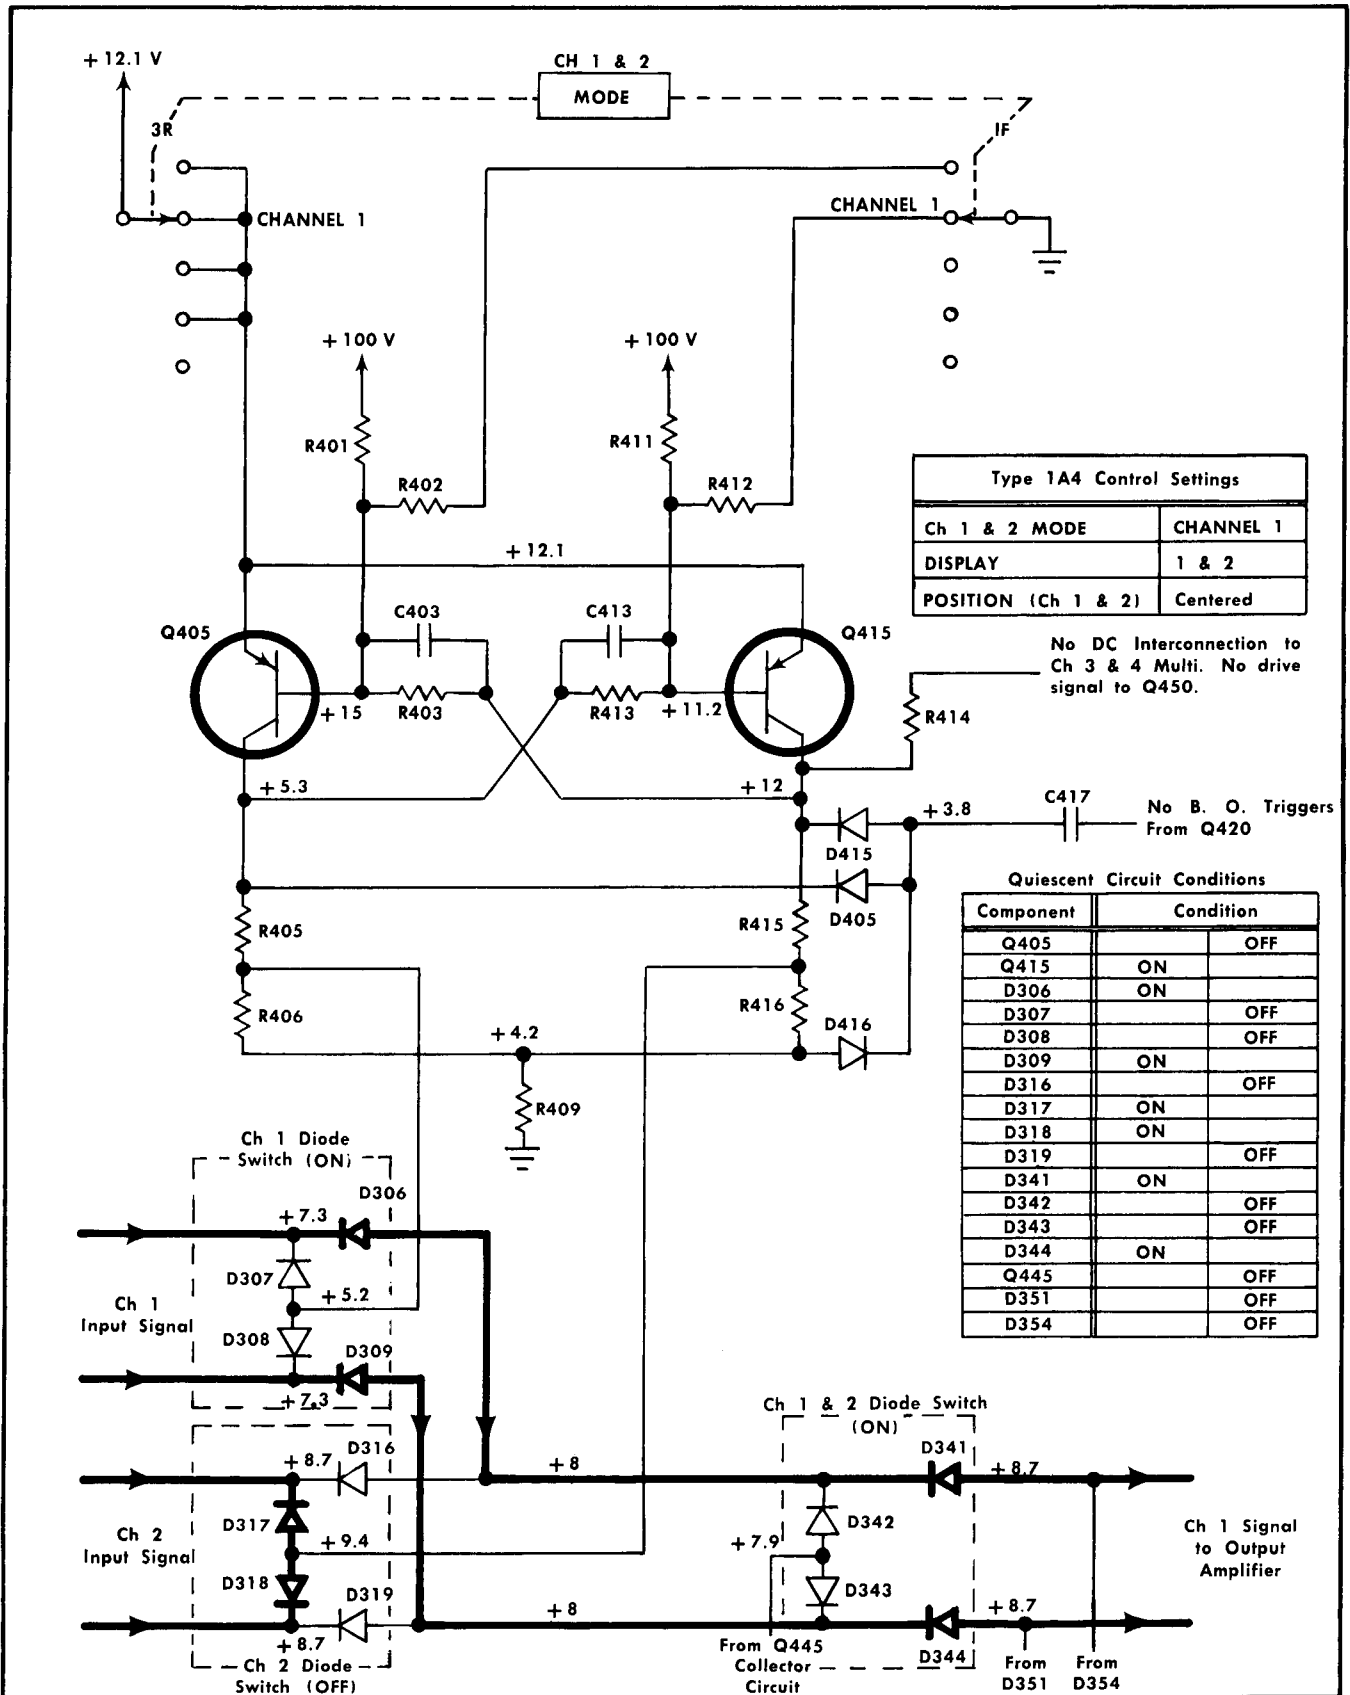 + 12.1 V
CH 1 & 2
MODE
3R
1F
CHANNEL 1
CHANNEL 1
+ 100 V
+ 100 V
R401
R411
R402
R412
Type 1A4 Control Settings
Ch 1 & 2 MODE CHANNEL 1
DISPLAY 1 & 2
POSITION (Ch 1 & 2) Centered
+ 12.1
Q405
C403
C413
Q415
No DC Interconnection to
Ch 3 & 4 Multi. No drive
signal to Q450.
+ 15
R403
R413
+ 11.2
R414
+ 5.3
+ 12
+ 3.8
C417
No B. O. Triggers
From Q420
D415
D405
R405
R415
R406
R416
D416
+ 4.2
R409
Quiescent Circuit Conditions
Component Condition
Q405 OFF
Q415 ON
D306 ON
D307 OFF
D308 OFF
D309 ON
D316 OFF
D317 ON
D318 ON
D319 OFF
D341 ON
D342 OFF
D343 OFF
D344 ON
Q445 OFF
D351 OFF
D354 OFF
Ch 1 Diode
Switch (ON)
D306
+ 7.3
D307
+ 5.2
Ch 1
Input Signal
D308
D309
+ 7.3
Ch 1 & 2 Diode Switch
(ON)
D316
+ 8.7
+ 8
D341
+ 8.7
D317
D342
Ch 2
Input Signal
+ 9.4
+ 7.9
Ch 1 Signal
to Output
Amplifier
D318
D319
D343
+ 8
+ 8.7
+ 8.7
D344
Ch 2 Diode
Switch (OFF)
From Q445
Collector
Circuit
From
D351
From
D354